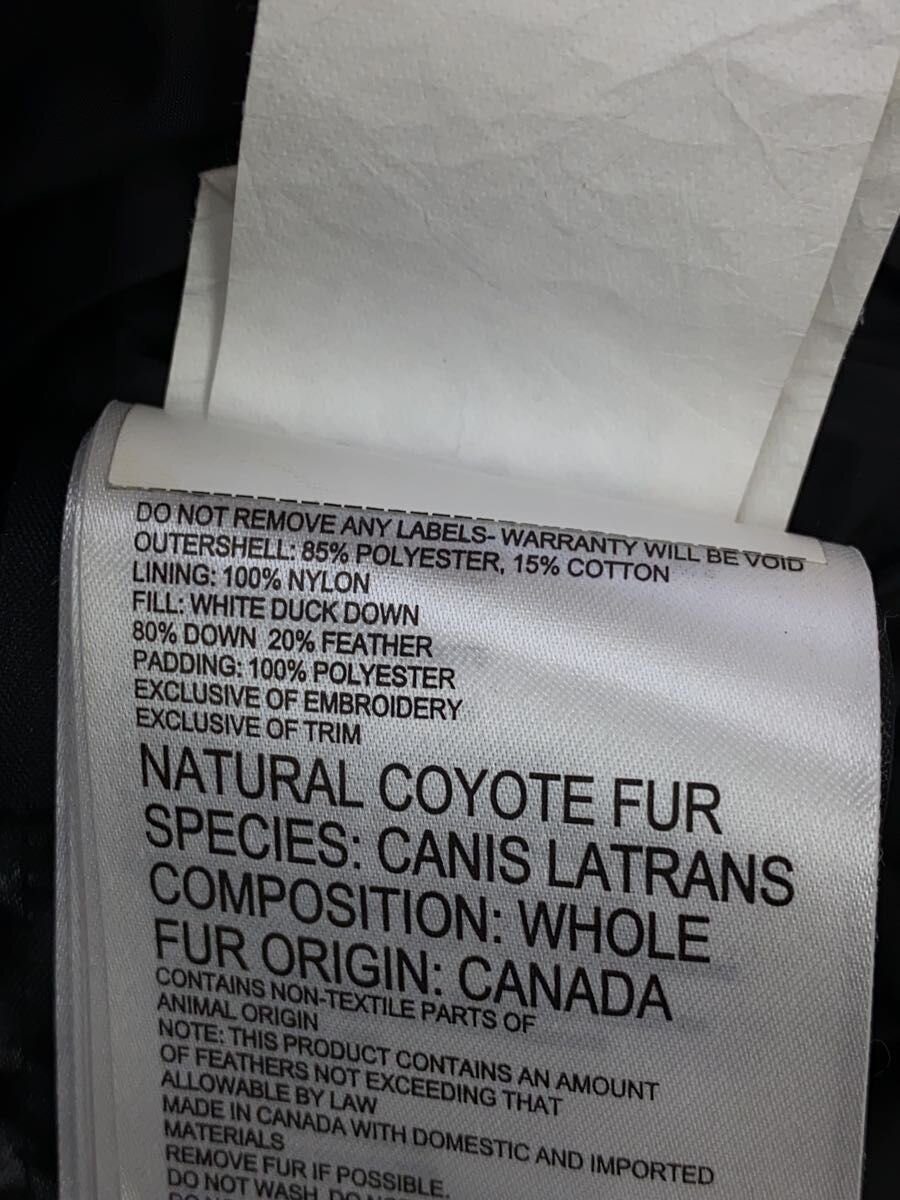 DO NOT REMOVE ANY LABELS- WARRANTY WILL BE VOID
OUTERSHELL: 85% POLYESTER, 15% COTTON
LINING: 100% NYLON
FILL: WHITE DUCK DOWN
80% DOWN 20% FEATHER
PADDING: 100% POLYESTER
EXCLUSIVE OF EMBROIDERY
EXCLUSIVE OF TRIM
NATURAL COYOTE FUR
SPECIES: CANIS LATRANS
COMPOSITION: WHOLE
FUR ORIGIN: CANADA
CONTAINS NON-TEXTILE PARTS OF
ANIMAL ORIGIN
NOTE: THIS PRODUCT CONTAINS AN AMOUNT
OF FEATHERS NOT EXCEEDING THAT
ALLOWABLE BY LAW
MADE IN CANADA WITH DOMESTIC AND IMPORTED
MATERIALS
REMOVE FUR IF POSSIBLE.
DO NOT WASH. DO